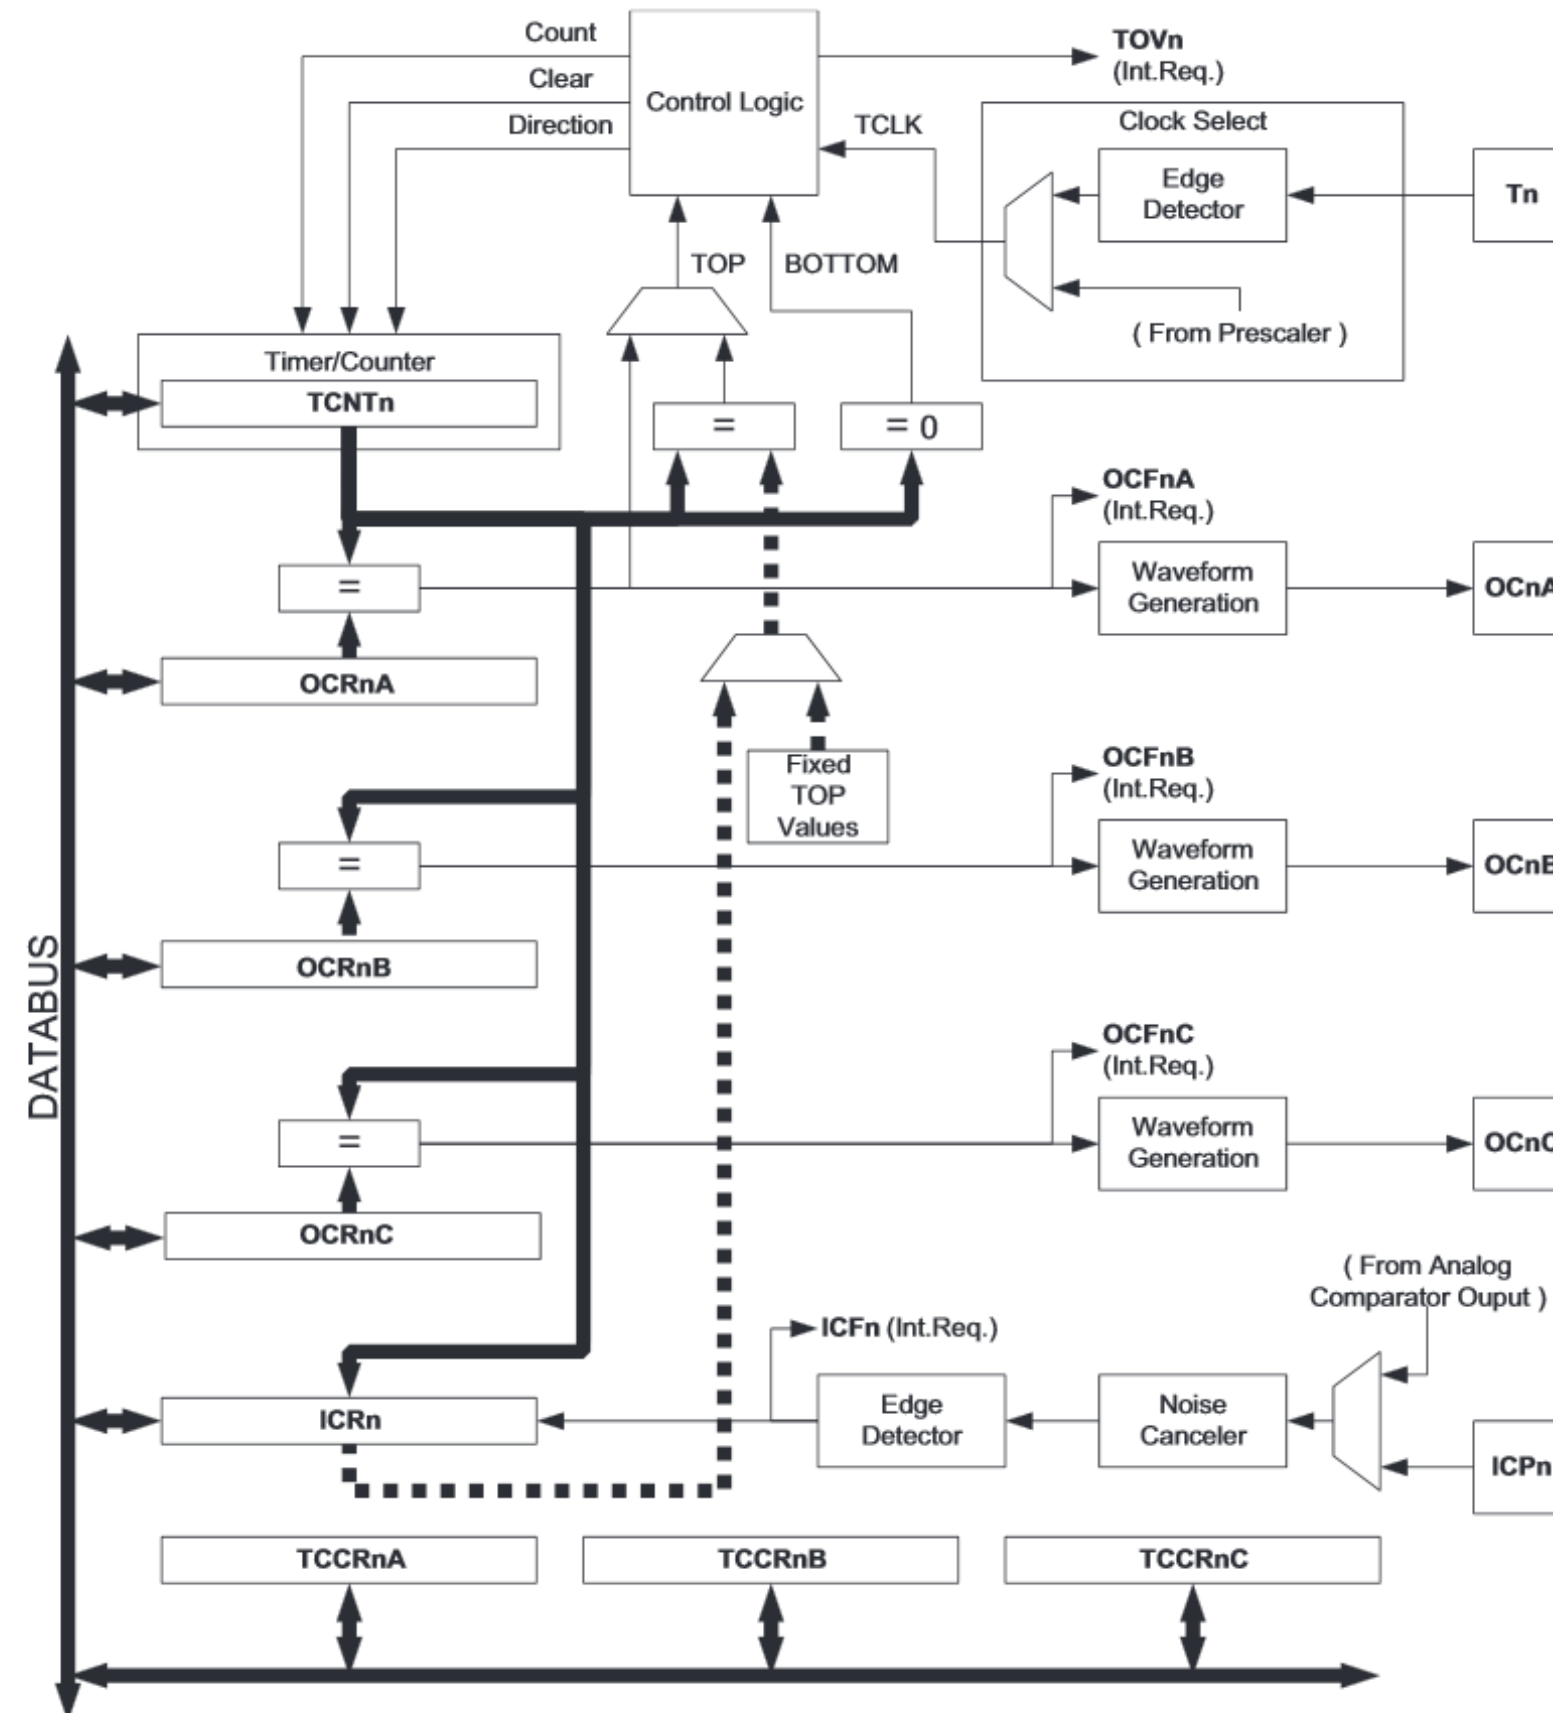 Count
Clear
Direction
Control Logic
TOVn
(Int.Req.)
TCLK
Clock Select
Edge
Detector
Tn
TOP
BOTTOM
( From Prescaler )
Timer/Counter
TCNTn
=
= 0
OCFnA
(Int.Req.)
=
Waveform
Generation
OCnA
OCRnA
Fixed
TOP
Values
OCFnB
(Int.Req.)
=
Waveform
Generation
OCnB
OCRnB
DATABUS
OCFnC
(Int.Req.)
=
Waveform
Generation
OCnC
OCRnC
( From Analog
Comparator Ouput )
ICFn (Int.Req.)
ICRn
Edge
Detector
Noise
Canceler
ICPn
TCCRnA
TCCRnB
TCCRnC